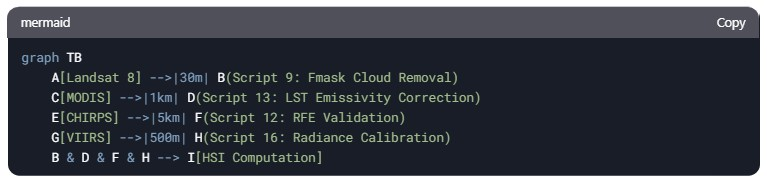 mermaid
Copy
graph TB
A[Landsat 8] -->|30m| B(Script 9: Fmask Cloud Removal)
C[MODIS] -->|1km| D(Script 13: LST Emissivity Correction)
E[CHIRPS] -->|5km| F(Script 12: RFE Validation)
G[VIIRS] -->|500m| H(Script 16: Radiance Calibration)
B & D & F & H --> I[HSI Computation]